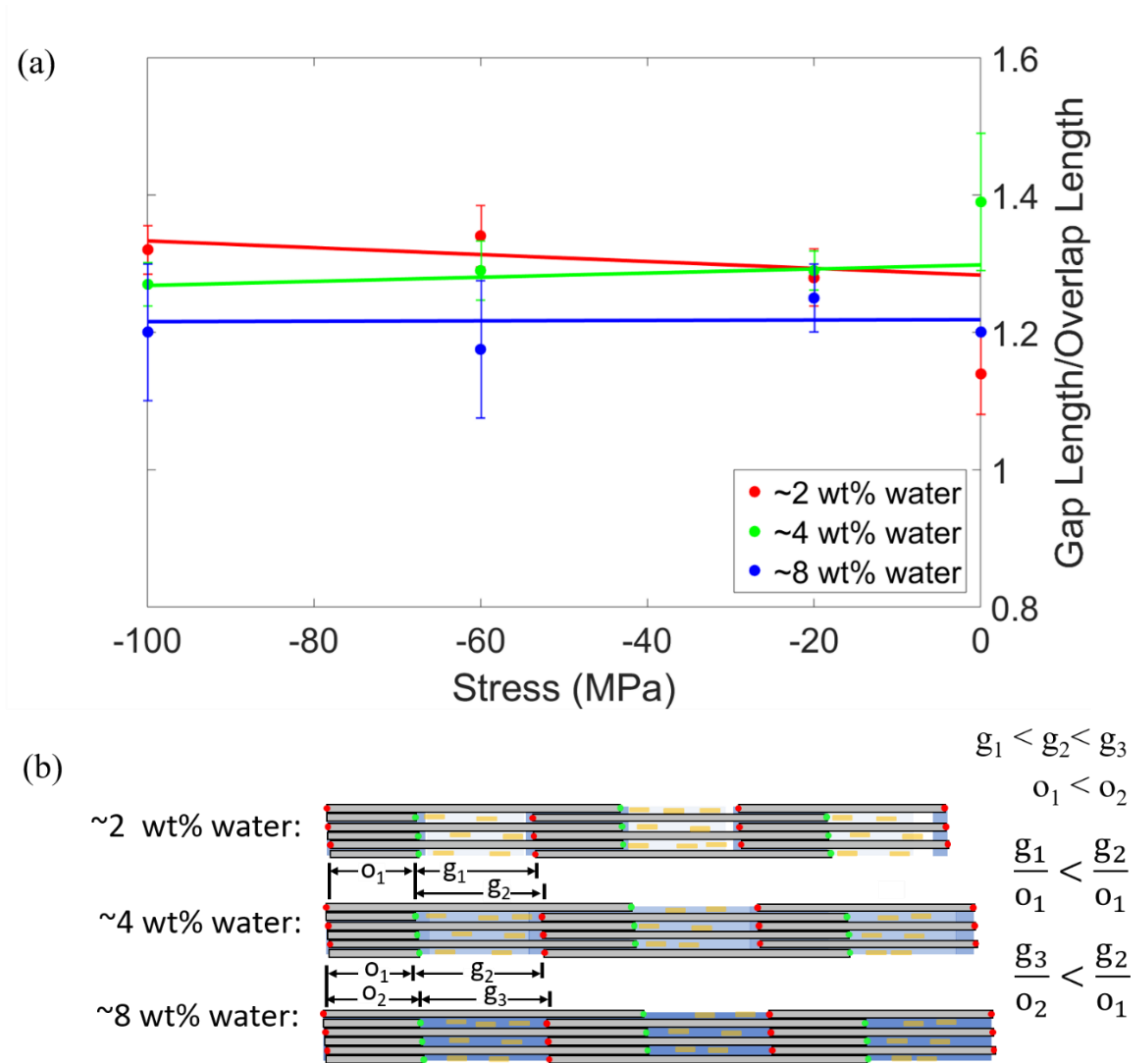 (a)
1.6
1.4
1.2
1
0.8
Gap Length/Overlap Length
~2 wt% water
~4 wt% water
~8 wt% water
-100 -80 -60 -40 -20 0
Stress (MPa)
(b)
g₁ < g₂ < g₃
o₁ < o₂
g₁/o₁ < g₂/o₁
g₃/o₂ < g₂/o₁
~2 wt% water:
o₁ g₁
g₂
~4 wt% water:
o₁ g₂
o₂ g₃
~8 wt% water: